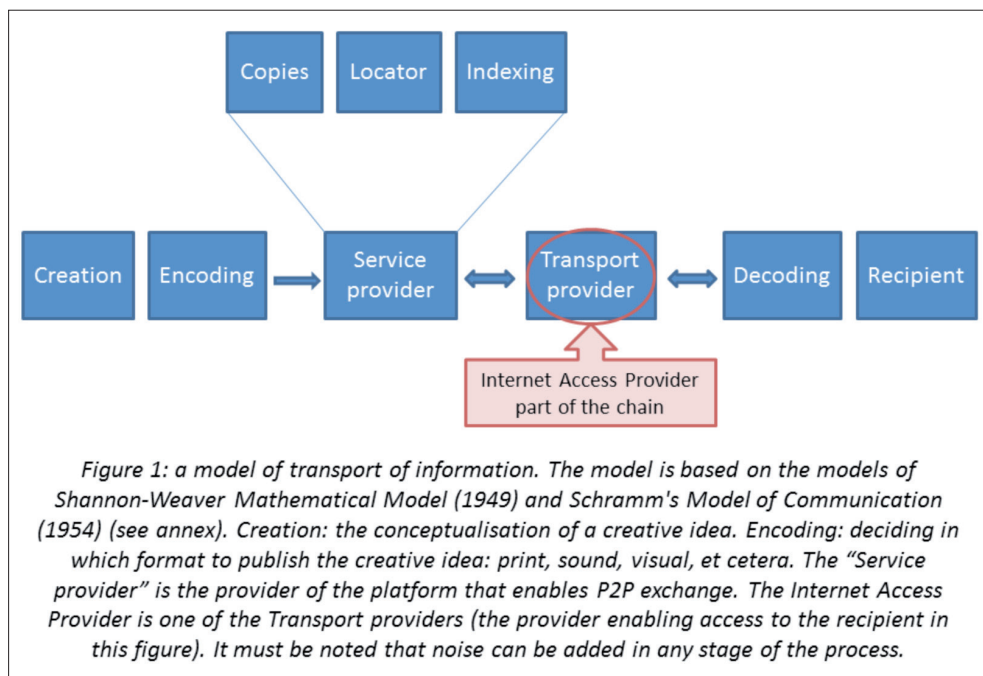 Copies
Locator
Indexing
Creation
Encoding
Service
provider
Transport
provider
Decoding
Recipient
Internet Access Provider
part of the chain
Figure 1: a model of transport of information. The model is based on the models of
Shannon-Weaver Mathematical Model (1949) and Schramm's Model of Communication
(1954) (see annex). Creation: the conceptualisation of a creative idea. Encoding: deciding
in which format to publish the creative idea: print, sound, visual, et cetera. The “Service
provider” is the provider of the platform that enables P2P exchange. The Internet Access
Provider is one of the Transport providers (the provider enabling access to the recipient in
this figure). It must be noted that noise can be added in any stage of the process.